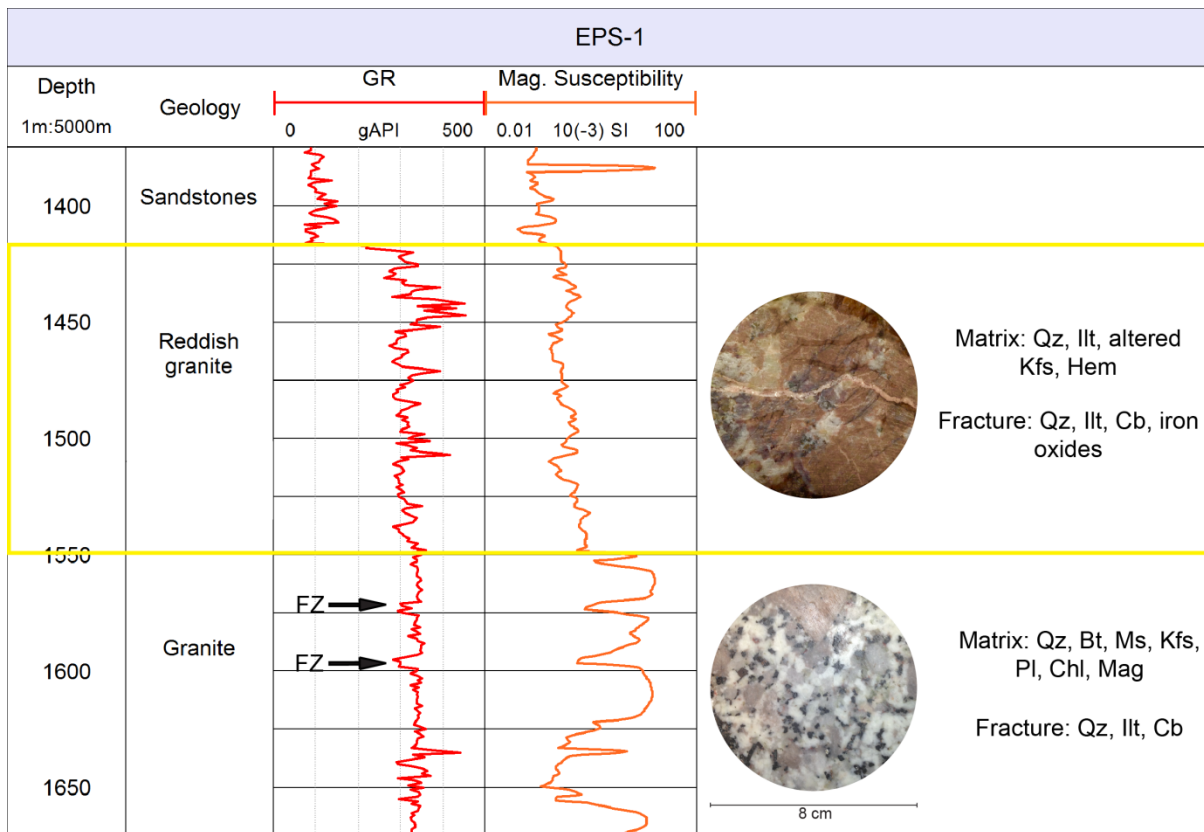 EPS-1
Depth
1m:5000m
Geology
GR
0 gAPI 500
Mag. Susceptibility
0.01 10(-3) SI 100
1400
Sandstones
1450
Reddish
granite
Matrix: Qz, Ilt, altered
Kfs, Hem
Fracture: Qz, Ilt, Cb, iron
oxides
1500
1550
FZ
Granite
FZ
1600
Matrix: Qz, Bt, Ms, Kfs,
Pl, Chl, Mag
Fracture: Qz, Ilt, Cb
1650
8 cm